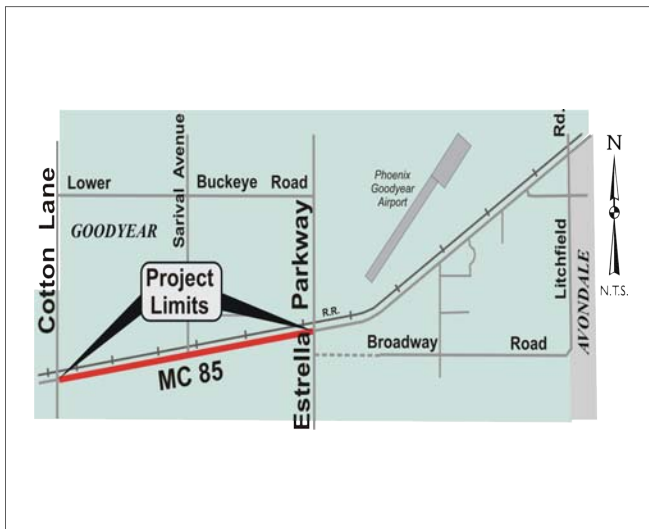 Cotton Lane
Lower Buckeye Road
Sarival Avenue
GOODYEAR
Project
Limits
MC 85
Estrella Parkway
R.R.
Phoenix
Goodyear
Airport
Broadway Road
Litchfield Rd.
AVONDALE
N
N.T.S.